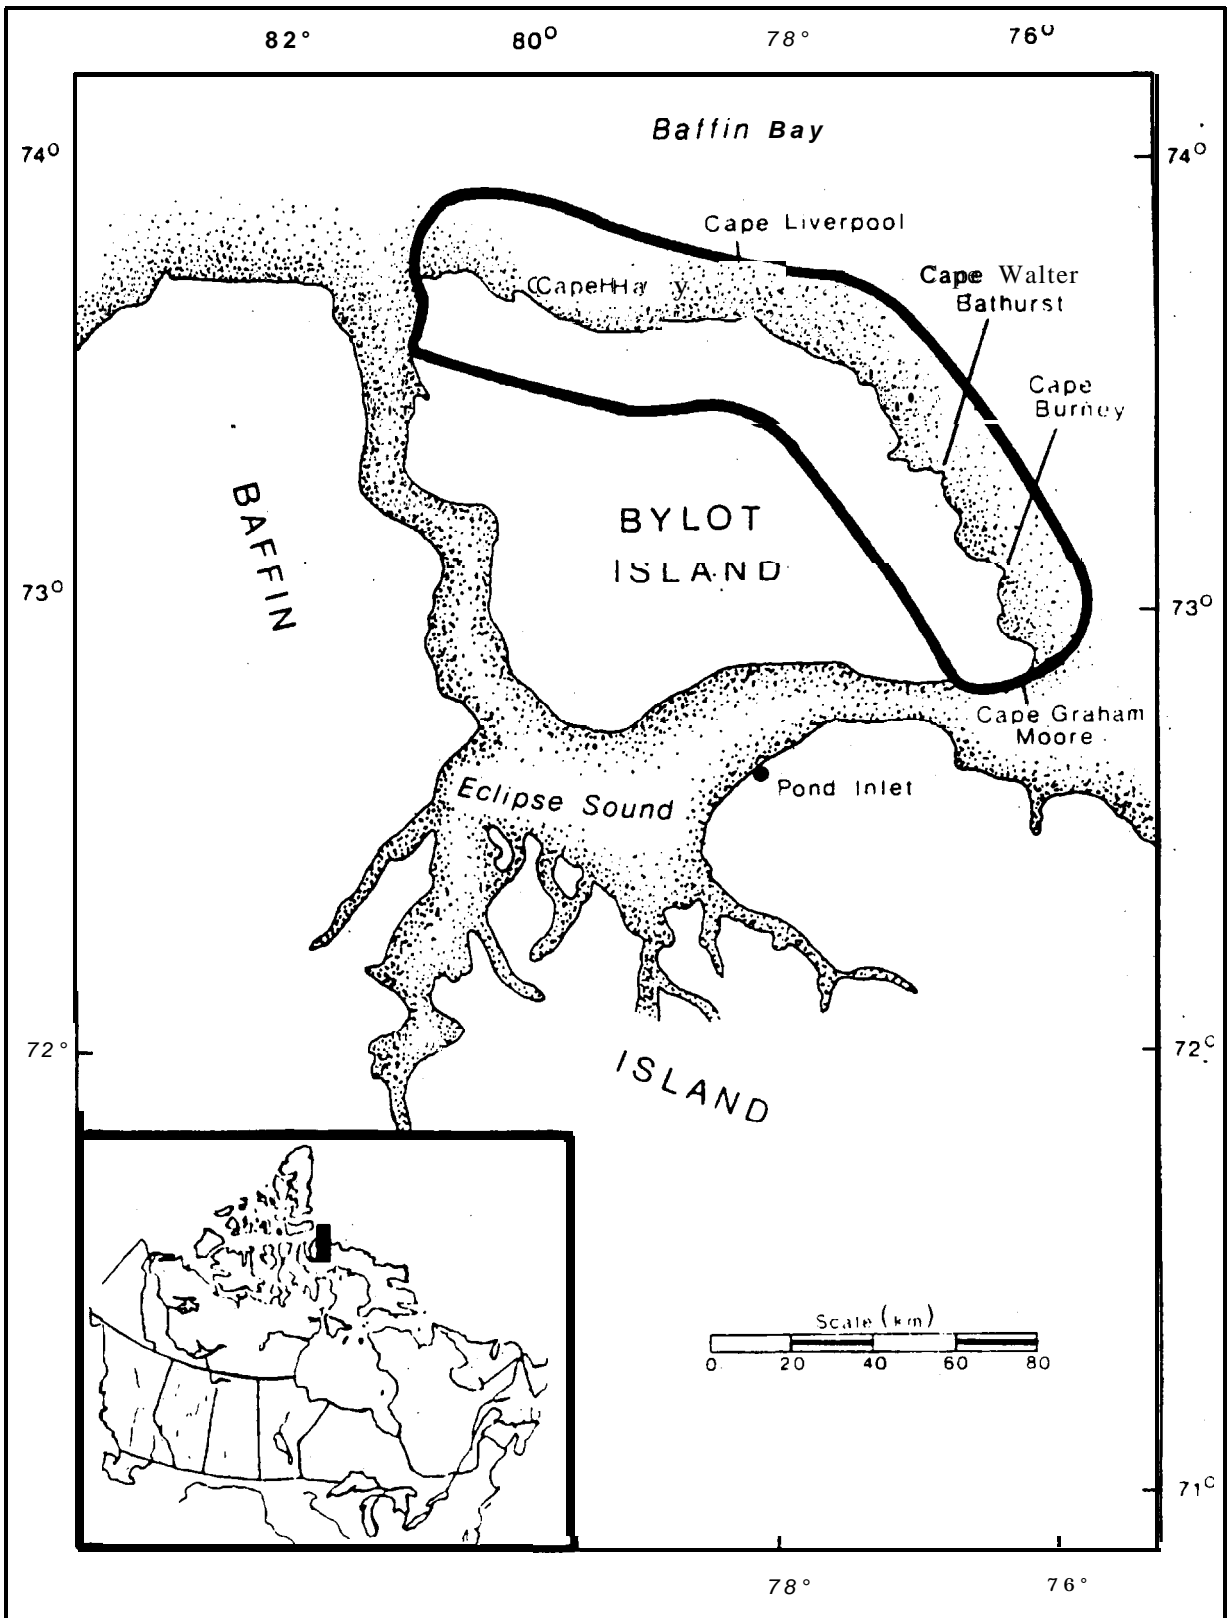 82° 80° 78° 76°
Baffin Bay
74° 74°
Cape Liverpool
Cape Walter
Bathurst
Cape Hay
Cape
Burney
BAFFIN
BYLOT
ISLAND
73° 73°
Cape Graham
Moore
Pond Inlet
Eclipse Sound
72° 72°
ISLAND
Scale (km)
0 20 40 60 80
71°
78° 76°